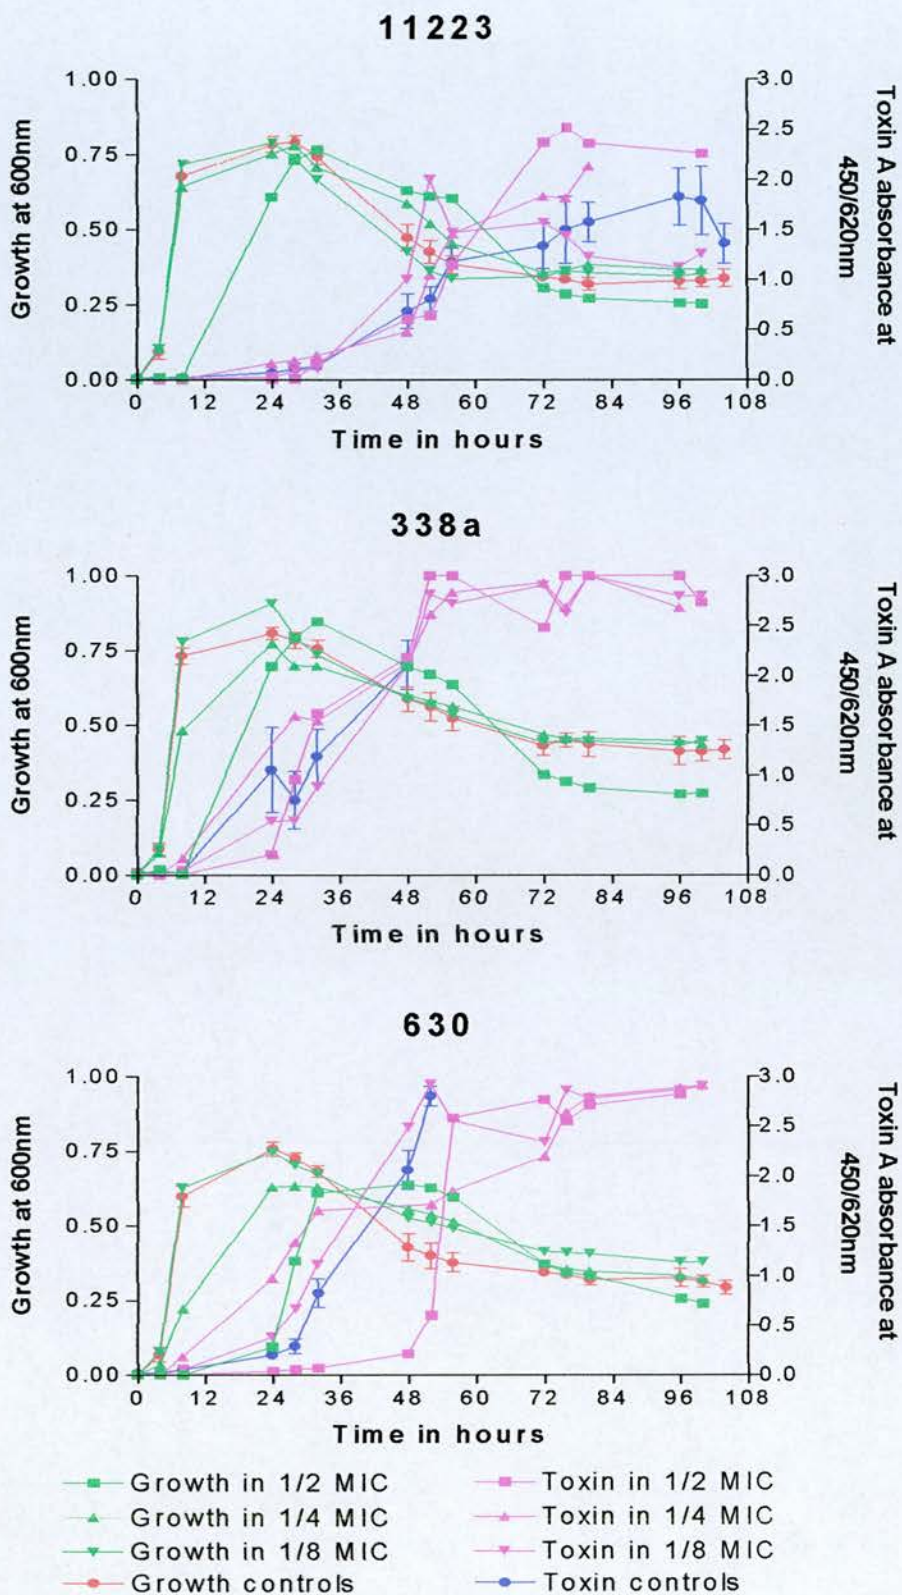 11223
1.00
0.75
0.50
0.25
0.00
Growth at 600nm
3.0
2.5
2.0
1.5
1.0
0.5
0.0
Toxin A absorbance at
450/620nm
0 12 24 36 48 60 72 84 96 108
Time in hours
338a
1.00
0.75
0.50
0.25
0.00
Growth at 600nm
3.0
2.5
2.0
1.5
1.0
0.5
0.0
Toxin A absorbance at
450/620nm
0 12 24 36 48 60 72 84 96 108
Time in hours
630
1.00
0.75
0.50
0.25
0.00
Growth at 600nm
3.0
2.5
2.0
1.5
1.0
0.5
0.0
Toxin A absorbance at
450/620nm
0 12 24 36 48 60 72 84 96 108
Time in hours
Growth in 1/2 MIC
Growth in 1/4 MIC
Growth in 1/8 MIC
Growth controls
Toxin in 1/2 MIC
Toxin in 1/4 MIC
Toxin in 1/8 MIC
Toxin controls